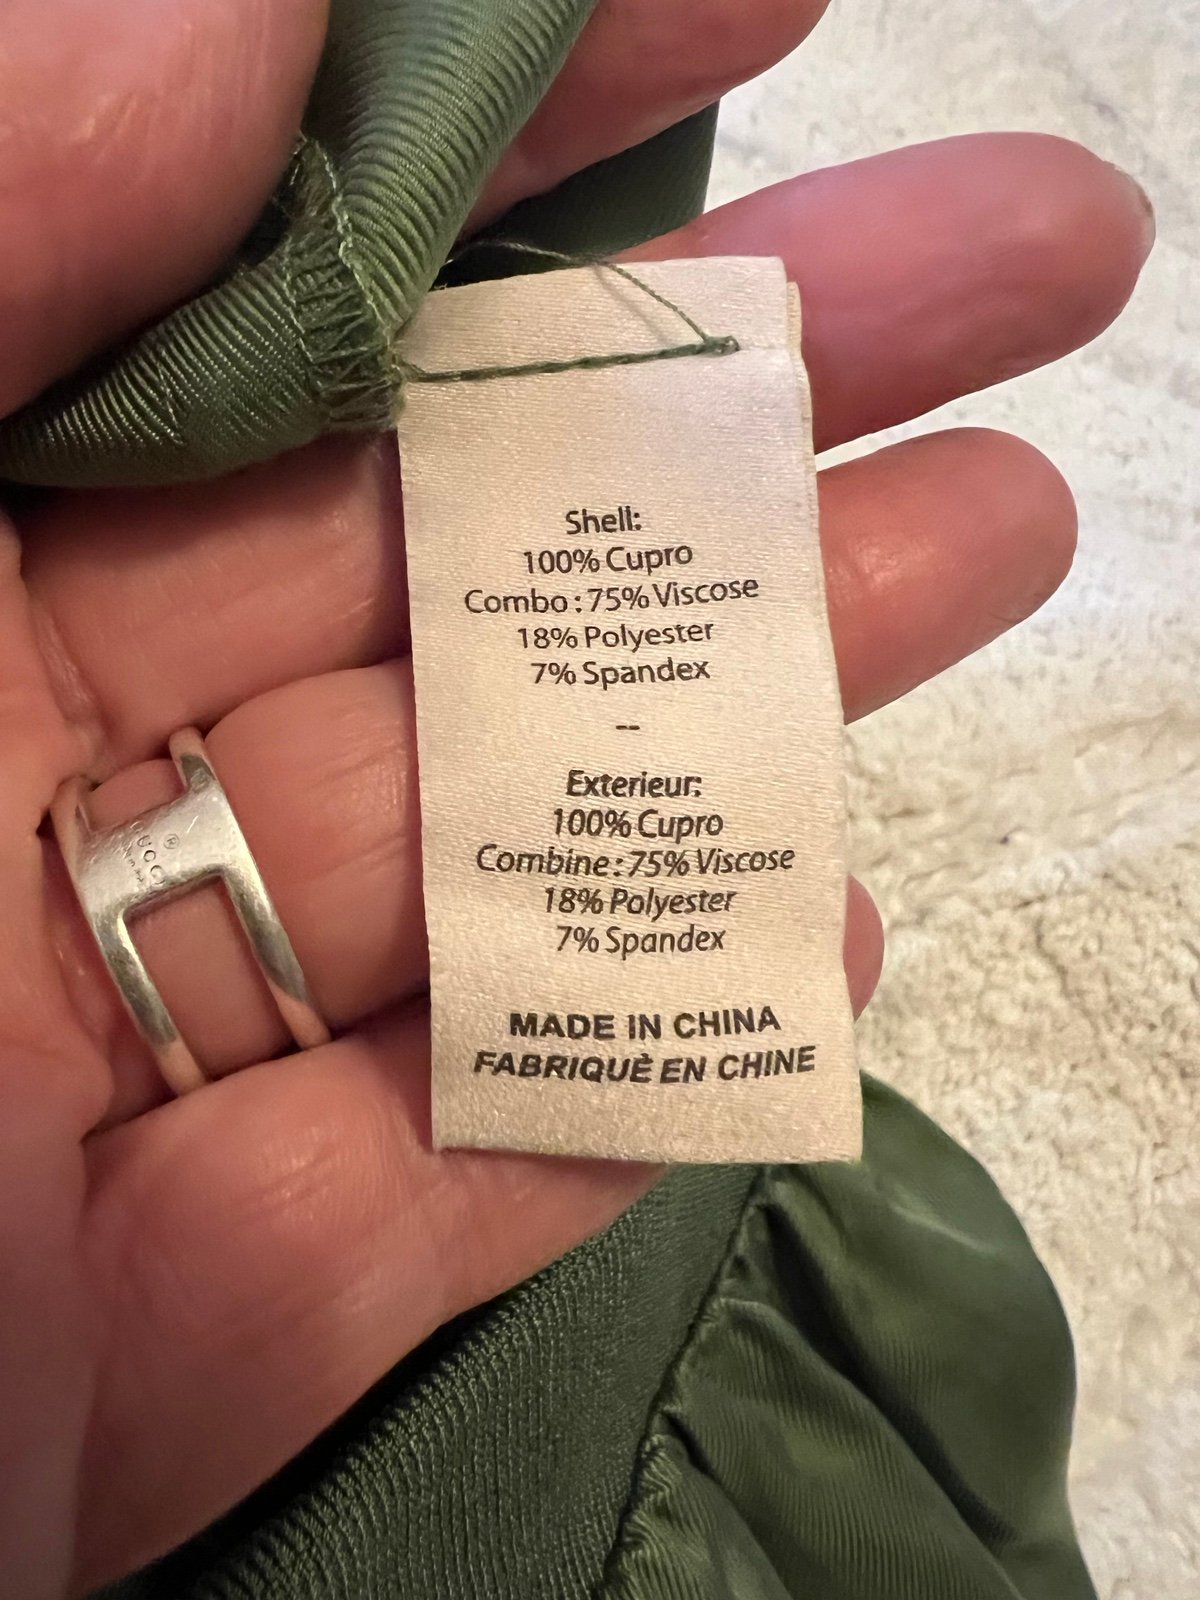 Shell:
100% Cupro
Combo: 75% Viscose
18% Polyester
7% Spandex
--
Exterieur:
100% Cupro
Combine: 75% Viscose
18% Polyester
7% Spandex
MADE IN CHINA
FABRIQUÈ EN CHINE